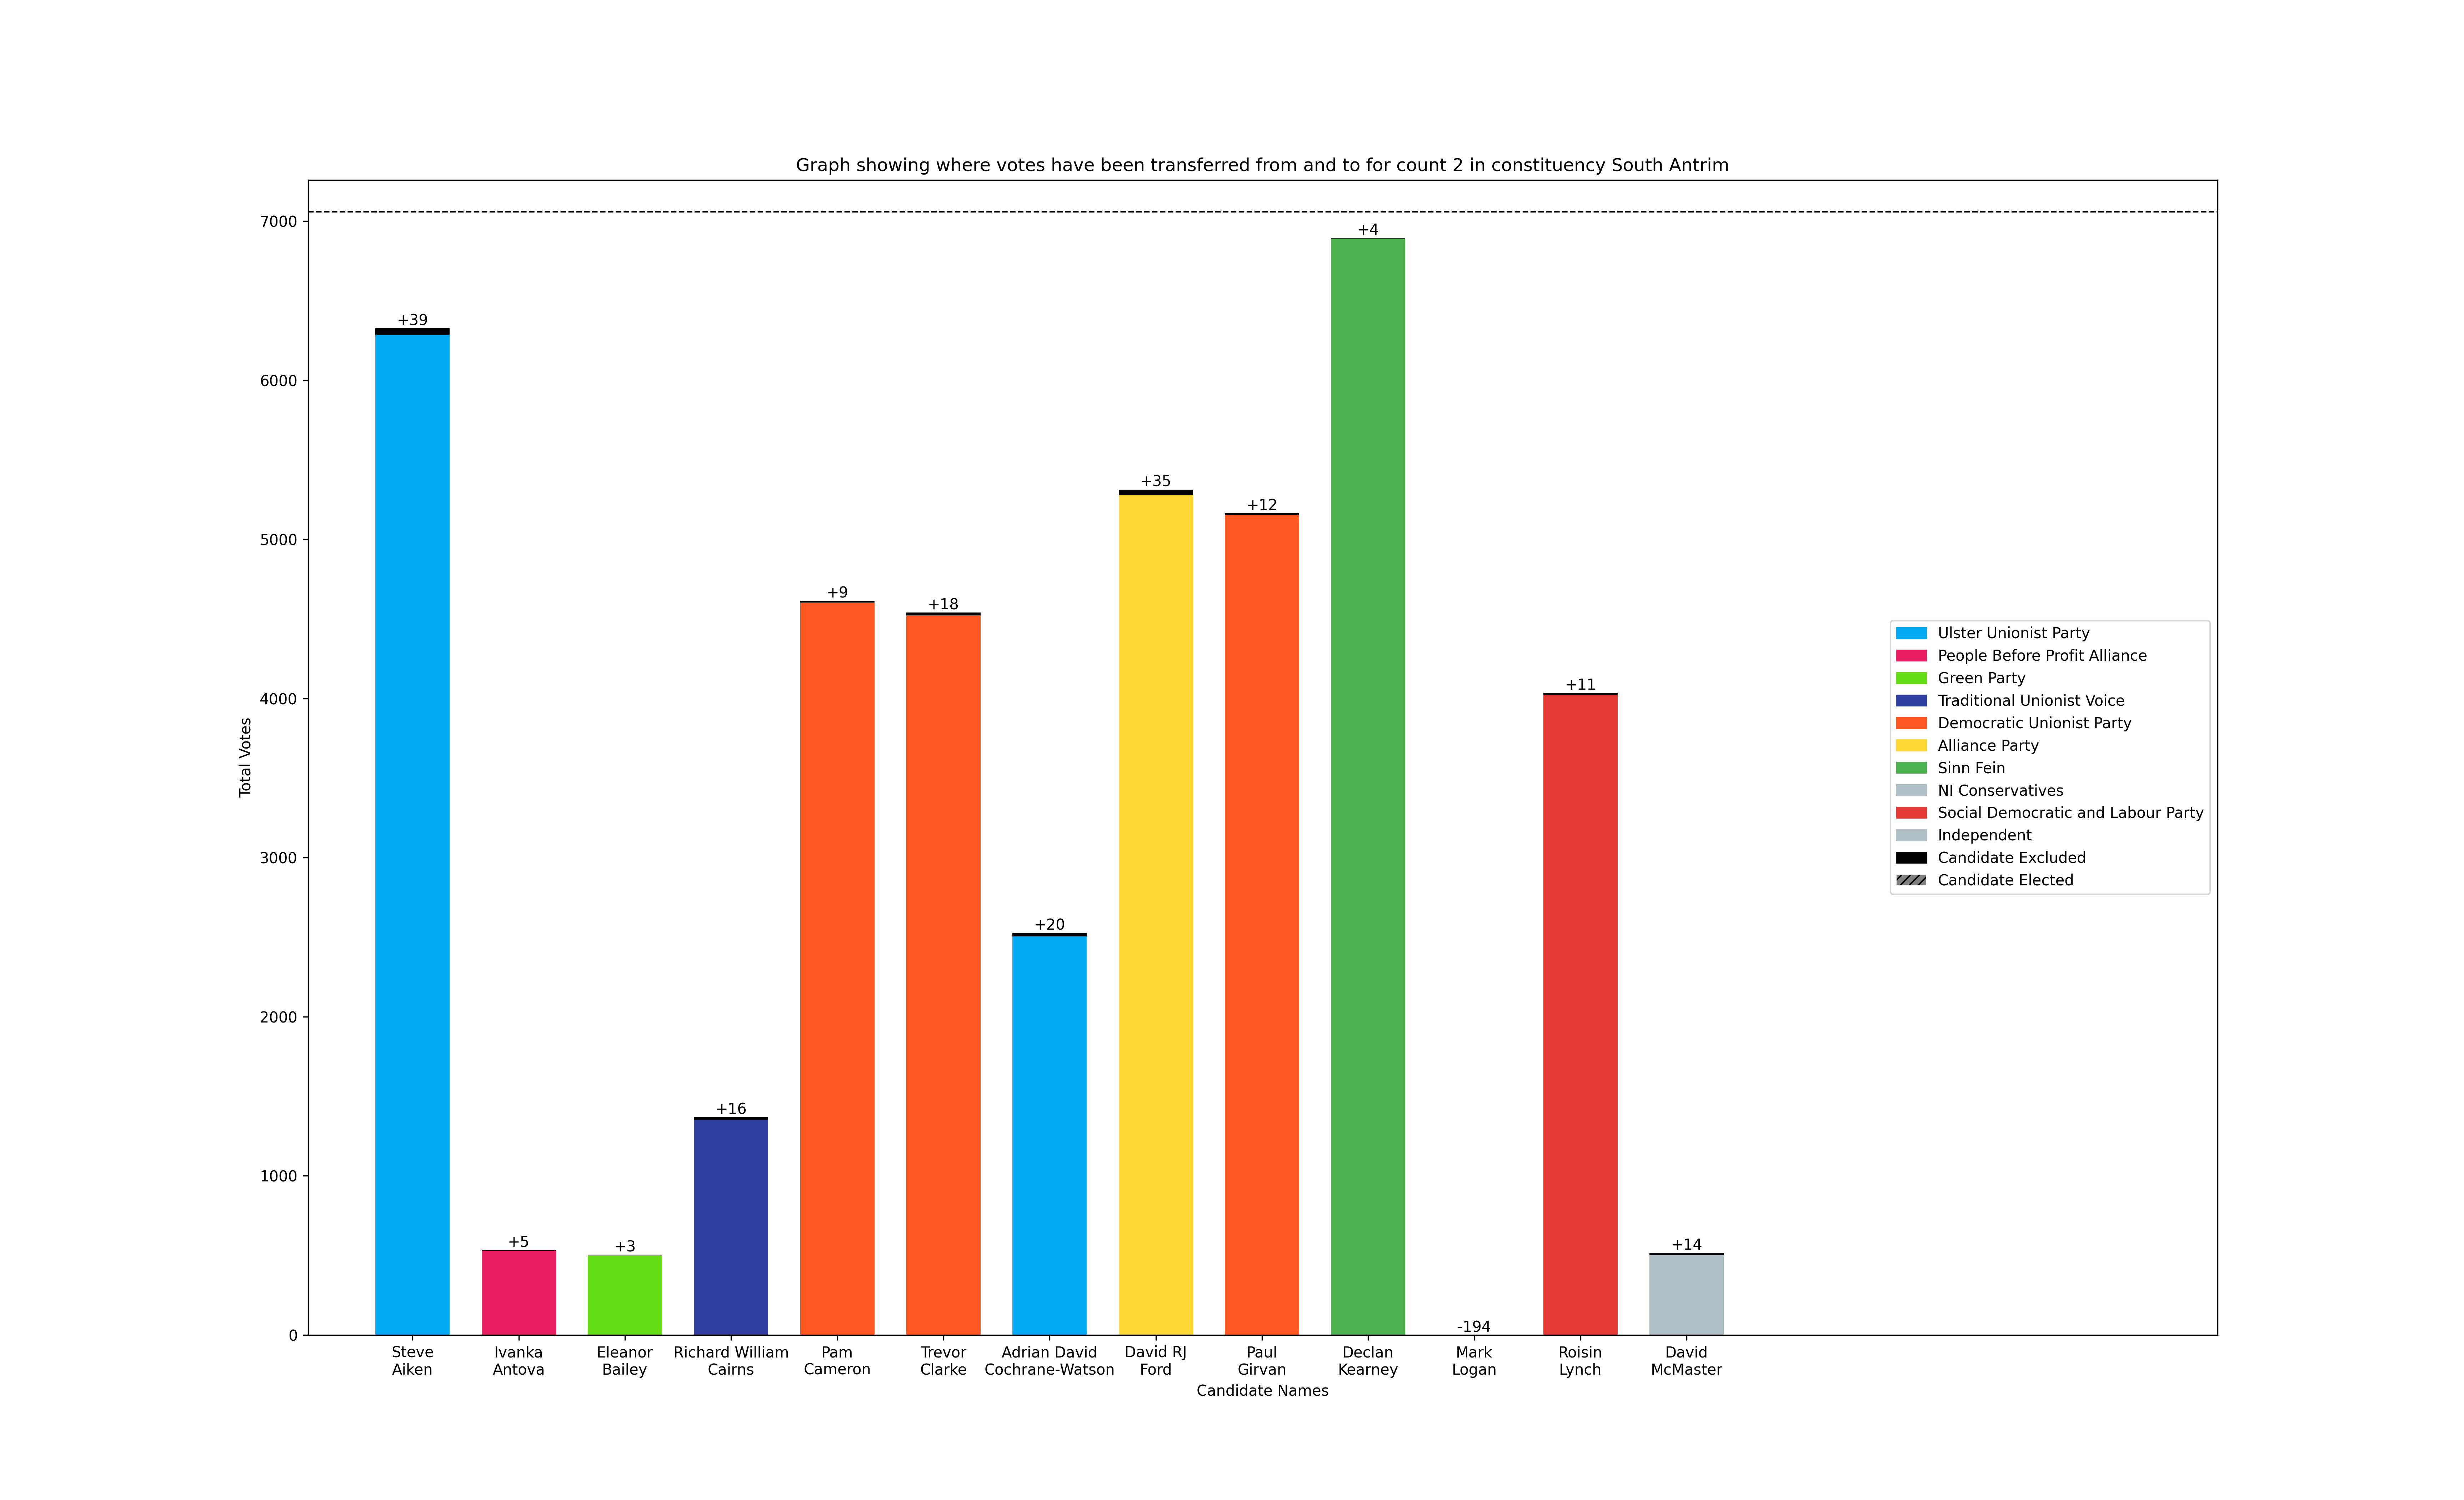 Graph showing where votes have been transferred from and to for count 2 in constituency South Antrim
Total Votes
7000
6000
5000
4000
3000
2000
1000
0
+39
+5
+3
+16
+9
+18
+20
+35
+12
+4
-194
+11
+14
Steve
Aiken
Ivanka
Antova
Eleanor
Bailey
Richard William
Cairns
Pam
Cameron
Trevor
Clarke
Adrian David
Cochrane-Watson
David RJ
Ford
Paul
Girvan
Declan
Kearney
Mark
Logan
Roisin
Lynch
David
McMaster
Candidate Names
Ulster Unionist Party
People Before Profit Alliance
Green Party
Traditional Unionist Voice
Democratic Unionist Party
Alliance Party
Sinn Fein
NI Conservatives
Social Democratic and Labour Party
Independent
Candidate Excluded
Candidate Elected